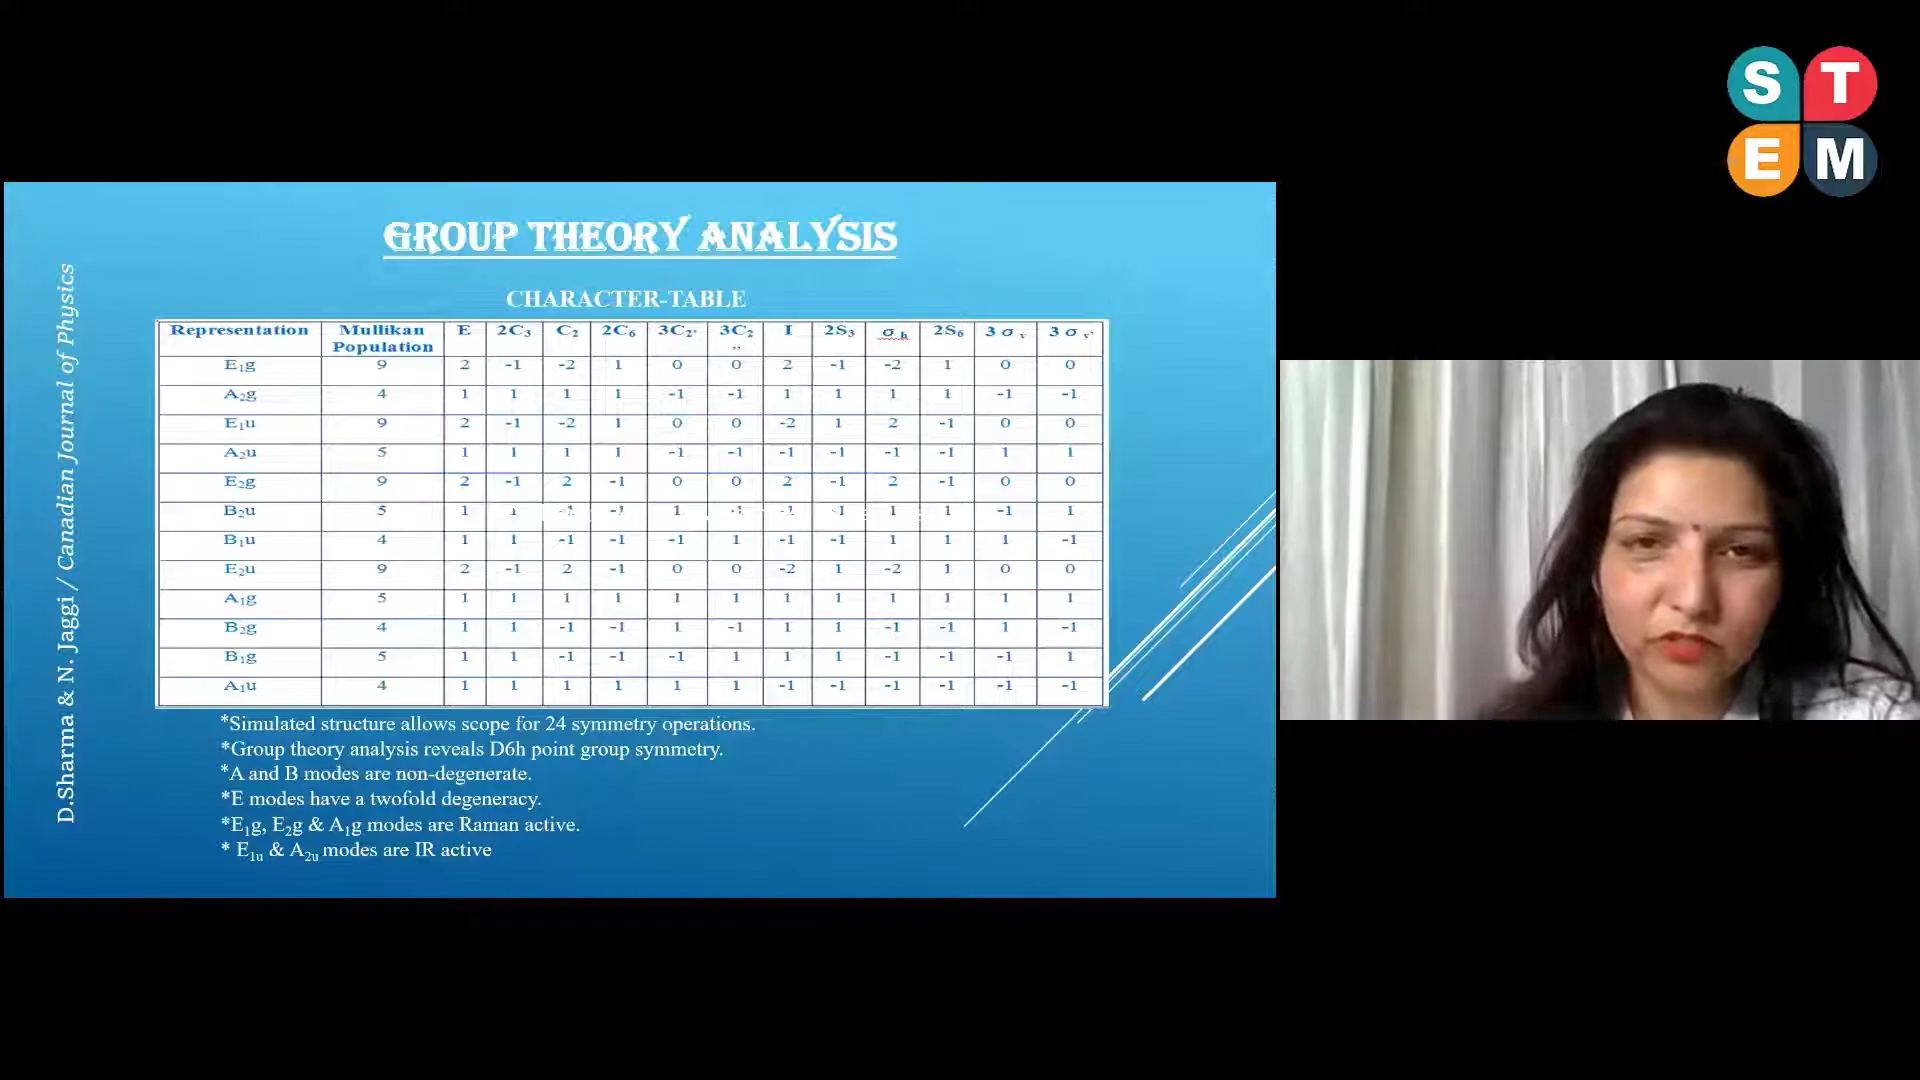 S T
E M
GROUP THEORY ANALYSIS
D.Sharma & N. Jaggi / Canadian Journal of Physics
CHARACTER-TABLE
Representation Mullikan Population E 2C3 C2 2C6 3C2' 3C2'' I 2S3 σh 2S6 3σv 3σv'
E1g 9 2 -1 -2 1 0 0 2 -1 -2 1 0 0
A2g 4 1 1 1 1 -1 -1 1 1 1 1 -1 -1
E1u 9 2 -1 -2 1 0 0 -2 1 2 -1 0 0
A2u 5 1 1 1 1 -1 -1 -1 -1 -1 -1 1 1
E2g 9 2 -1 2 -1 0 0 2 -1 2 -1 0 0
B2u 5 1 1 -1 -1 1 -1 -1 -1 1 1 -1 1
B1u 4 1 1 -1 -1 -1 1 -1 -1 1 1 1 -1
E2u 9 2 -1 2 -1 0 0 -2 1 -2 1 0 0
A1g 5 1 1 1 1 1 1 1 1 1 1 1 1
B2g 4 1 1 -1 -1 1 -1 1 1 -1 -1 1 -1
B1g 5 1 1 -1 -1 -1 1 1 1 -1 -1 -1 1
A1u 4 1 1 1 1 1 1 -1 -1 -1 -1 -1 -1
*Simulated structure allows scope for 24 symmetry operations.
*Group theory analysis reveals D6h point group symmetry.
*A and B modes are non-degenerate.
*E modes have a twofold degeneracy.
*E1g, E2g & A1g modes are Raman active.
* E1u & A2u modes are IR active